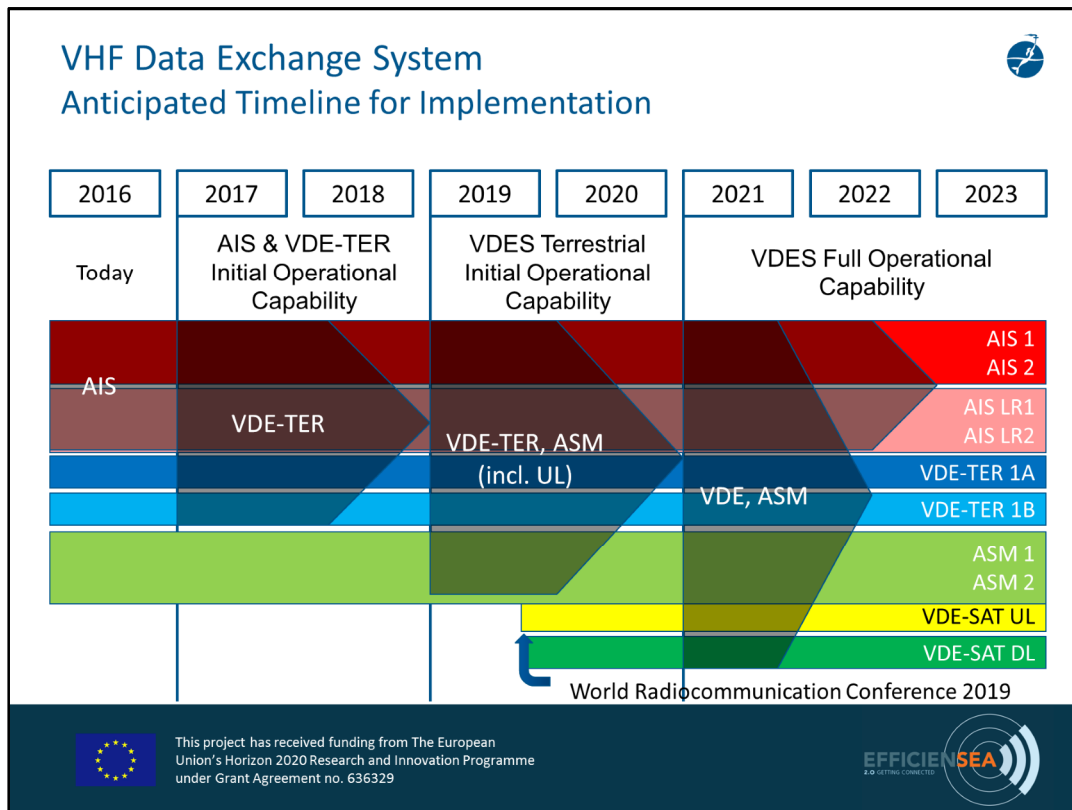 VHF Data Exchange System
Anticipated Timeline for Implementation
2016
2017
2018
2019
2020
2021
2022
2023
Today
AIS & VDE-TER
Initial Operational
Capability
VDES Terrestrial
Initial Operational
Capability
VDES Full Operational
Capability
AIS
VDE-TER
VDE-TER, ASM
(incl. UL)
VDE, ASM
AIS 1
AIS 2
AIS LR1
AIS LR2
VDE-TER 1A
VDE-TER 1B
ASM 1
ASM 2
VDE-SAT UL
VDE-SAT DL
World Radiocommunication Conference 2019
This project has received funding from The European
Union's Horizon 2020 Research and Innovation Programme
under Grant Agreement no. 636329
EFFICIENSEA
2.0 GETTING CONNECTED